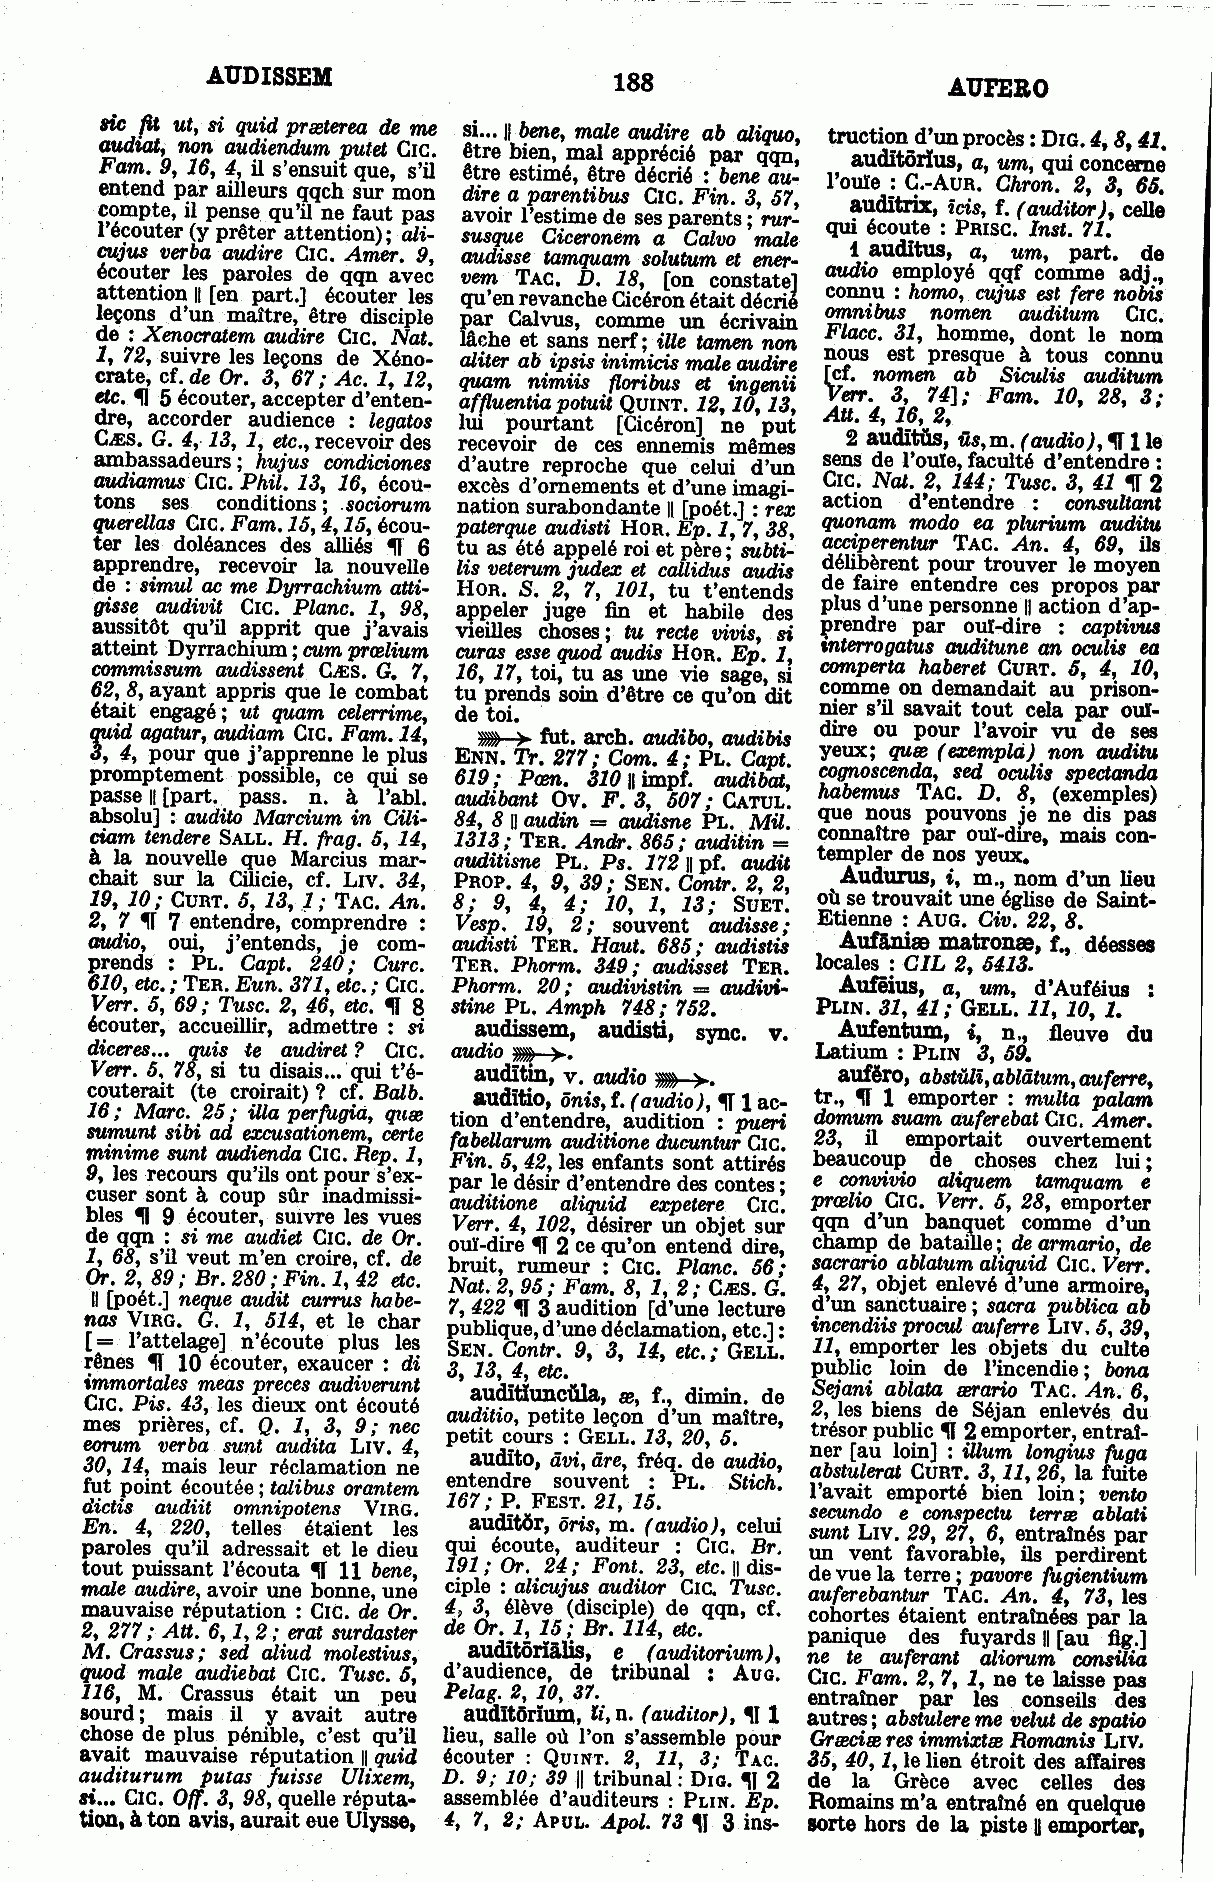 AUDISSEM
188
AUFERO
sic fit ut, si quid præterea de me
audiat, non audiendum putet CIC.
Fam. 9, 16, 4, il s'ensuit que, s'il
entend par ailleurs qqch sur mon
compte, il pense qu'il ne faut pas
l'écouter (y prêter attention); ali-
cujus verba audire CIC. Amer. 9,
écouter les paroles de qqn avec
attention || [en part.] écouter les
leçons d'un maître, être disciple
de : Xenocratem audire CIC. Nat.
1, 72, suivre les leçons de Xéno-
crate, cf. de Or. 3, 67; Ac. 1, 12,
etc. ¶ 5 écouter, accepter d'enten-
dre, accorder audience : legatos
CÆS. G. 4, 13, 1, etc., recevoir des
ambassadeurs; hujus condiciones
audiamus CIC. Phil. 13, 16, écou-
tons ses conditions; sociorum
querellas CIC. Fam. 15, 4, 15, écou-
ter les doléances des alliés ¶ 6
apprendre, recevoir la nouvelle
de : simul ac me Dyrrachium atti-
gisse audivit CIC. Planc. 1, 98,
aussitôt qu'il apprit que j'avais
atteint Dyrrachium; cum prœlium
commissum audissent CÆS. G. 7,
62, 8, ayant appris que le combat
était engagé; ut quam celerrime,
quid agatur, audiam CIC. Fam. 14,
3, 4, pour que j'apprenne le plus
promptement possible, ce qui se
passe || [part. pass. n. à l'abl.
absolu] : audito Marcium in Cili-
ciam tendere SALL. H. frag. 5, 14,
à la nouvelle que Marcius mar-
chait sur la Cilicie, cf. LIV. 34,
19, 10; CURT. 5, 13, 1; TAC. An.
2, 7 ¶ 7 entendre, comprendre :
audio, oui, j'entends, je com-
prends : PL. Capt. 240; Curc.
610, etc.; TER. Eun. 371, etc.; CIC.
Verr. 5, 69; Tusc. 2, 46, etc. ¶ 8
écouter, accueillir, admettre : si
diceres... quis te audiret? CIC.
Verr. 5, 78, si tu disais... qui t'é-
couterait (te croirait)? cf. Balb.
16; Marc. 25; illa perfugia, quæ
sumunt sibi ad excusationem, certe
minime sunt audienda CIC. Rep. 1,
9, les recours qu'ils ont pour s'ex-
cuser sont à coup sûr inadmissi-
bles ¶ 9 écouter, suivre les vues
de qqn : si me audiet CIC. de Or.
1, 68, s'il veut m'en croire, cf. de
Or. 2, 89; Br. 280; Fin. 1, 42 etc.
|| [poét.] neque audit currus habe-
nas VIRG. G. 1, 514, et le char
[= l'attelage] n'écoute plus les
rênes ¶ 10 écouter, exaucer : di
immortales meas preces audiverunt
CIC. Pis. 43, les dieux ont écouté
mes prières, cf. Q. 1, 3, 9; nec
eorum verba sunt audita LIV. 4,
30, 14, mais leur réclamation ne
fut point écoutée; talibus orantem
dictis audiit omnipotens VIRG.
En. 4, 220, telles étaient les
paroles qu'il adressait et le dieu
tout puissant l'écouta ¶ 11 bene,
male audire, avoir une bonne, une
mauvaise réputation : CIC. de Or.
2, 277; Att. 6, 1, 2; erat surdaster
M. Crassus; sed aliud molestius,
quod male audiebat CIC. Tusc. 5,
116, M. Crassus était un peu
sourd; mais il y avait autre
chose de plus pénible, c'est qu'il
avait mauvaise réputation || quid
auditurum putas fuisse Ulixem,
si... CIC. Off. 3, 98, quelle réputa-
tion, à ton avis, aurait eue Ulysse,
si... || bene, male audire ab aliquo,
être bien, mal apprécié par qqn,
être estimé, être décrié : bene au-
dire a parentibus CIC. Fin. 3, 57,
avoir l'estime de ses parents; rur-
susque Ciceronem a Calvo male
audisse tamquam solutum et ener-
vem TAC. D. 18, [on constate]
qu'en revanche Cicéron était décrié
par Calvus, comme un écrivain
lâche et sans nerf; ille tamen non
aliter ab ipsis inimicis male audire
quam nimiis floribus et ingenii
affluentia potuit QUINT. 12, 10, 13,
lui pourtant [Cicéron] ne put
recevoir de ces ennemis mêmes
d'autre reproche que celui d'un
excès d'ornements et d'une imagi-
nation surabondante || [poét.] : rex
paterque audisti HOR. Ep. 1, 7, 38,
tu as été appelé roi et père; subti-
lis veterum judex et callidus audis
HOR. S. 2, 7, 101, tu t'entends
appeler juge fin et habile des
vieilles choses; tu recte vivis, si
curas esse quod audis HOR. Ep. 1,
16, 17, toi, tu as une vie sage, si
tu prends soin d'être ce qu'on dit
de toi.
⟶ fut. arch. audibo, audibis
ENN. Tr. 277; Com. 4; PL. Capt.
619; Pœn. 310 || impf. audibat,
audibant OV. F. 3, 507; CATUL.
84, 8 || audin = audisne PL. Mil.
1313; TER. Andr. 865; auditin =
auditisne PL. Ps. 172 || pf. audit
PROP. 4, 9, 39; SEN. Contr. 2, 2,
8; 9, 4, 4; 10, 1, 13; SUET.
Vesp. 19, 2; souvent audisse;
audisti TER. Haut. 685; audistis
TER. Phorm. 349; audisset TER.
Phorm. 20; audivistin = audivi-
stine PL. Amph 748; 752.
audissem, audisti, sync. v.
audio ⟶.
audītin, v. audio ⟶.
audītio, ōnis, f. (audio), ¶ 1 ac-
tion d'entendre, audition : pueri
fabellarum auditione ducuntur CIC.
Fin. 5, 42, les enfants sont attirés
par le désir d'entendre des contes;
auditione aliquid expetere CIC.
Verr. 4, 102, désirer un objet sur
ouï-dire ¶ 2 ce qu'on entend dire,
bruit, rumeur : CIC. Planc. 56;
Nat. 2, 95; Fam. 8, 1, 2; CÆS. G.
7, 422 ¶ 3 audition [d'une lecture
publique, d'une déclamation, etc.] :
SEN. Contr. 9, 3, 14, etc.; GELL.
3, 13, 4, etc.
audītĭuncŭla, æ, f., dimin. de
auditio, petite leçon d'un maître,
petit cours : GELL. 13, 20, 5.
audīto, āvi, āre, fréq. de audio,
entendre souvent : PL. Stich.
167; P. FEST. 21, 15.
audītŏr, ōris, m. (audio), celui
qui écoute, auditeur : CIC. Br.
191; Or. 24; Font. 23, etc. || dis-
ciple : alicujus auditor CIC. Tusc.
4, 3, élève (disciple) de qqn, cf.
de Or. 1, 15; Br. 114, etc.
audītōrĭālis, e (auditorium),
d'audience, de tribunal : AUG.
Pelag. 2, 10, 37.
audītōrĭum, ĭi, n. (auditor), ¶ 1
lieu, salle où l'on s'assemble pour
écouter : QUINT. 2, 11, 3; TAC.
D. 9; 10; 39 || tribunal : DIG. ¶ 2
assemblée d'auditeurs : PLIN. Ep.
4, 7, 2; APUL. Apol. 73 ¶ 3 ins-
truction d'un procès : DIG. 4, 8, 41.
audītōrĭus, a, um, qui concerne
l'ouïe : C.-AUR. Chron. 2, 3, 65.
audītrix, īcis, f. (auditor), celle
qui écoute : PRISC. Inst. 71.
1 audītus, a, um, part. de
audio employé qqf comme adj.,
connu : homo, cujus est fere nobis
omnibus nomen auditum CIC.
Flacc. 31, homme, dont le nom
nous est presque à tous connu
[cf. nomen ab Siculis auditum
Verr. 3, 74]; Fam. 10, 28, 3;
Att. 4, 16, 2,
2 audītŭs, ūs, m. (audio), ¶ 1 le
sens de l'ouïe, faculté d'entendre :
CIC. Nat. 2, 144; Tusc. 3, 41 ¶ 2
action d'entendre : consultant
quonam modo ea plurium auditu
acciperentur TAC. An. 4, 69, ils
délibèrent pour trouver le moyen
de faire entendre ces propos par
plus d'une personne || action d'ap-
prendre par ouï-dire : captivus
interrogatus auditune an oculis ea
comperta haberet CURT. 5, 4, 10,
comme on demandait au prison-
nier s'il savait tout cela par ouï-
dire ou pour l'avoir vu de ses
yeux; quæ (exempla) non auditu
cognoscenda, sed oculis spectanda
habemus TAC. D. 8, (exemples)
que nous pouvons je ne dis pas
connaître par ouï-dire, mais con-
templer de nos yeux.
Audurus, i, m., nom d'un lieu
où se trouvait une église de Saint-
Etienne : AUG. Civ. 22, 8.
Aufāniæ matronæ, f., déesses
locales : CIL 2, 5413.
Aufēius, a, um, d'Auféius :
PLIN. 31, 41; GELL. 11, 10, 1.
Aufentum, i, n., fleuve du
Latium : PLIN 3, 59.
aufĕro, abstŭlī, ablātum, auferre,
tr., ¶ 1 emporter : multa palam
domum suam auferebat CIC. Amer.
23, il emportait ouvertement
beaucoup de choses chez lui;
e convivio aliquem tamquam e
prœlio CIC. Verr. 5, 28, emporter
qqn d'un banquet comme d'un
champ de bataille; de armario, de
sacrario ablatum aliquid CIC. Verr.
4, 27, objet enlevé d'une armoire,
d'un sanctuaire; sacra publica ab
incendiis procul auferre LIV. 5, 39,
11, emporter les objets du culte
public loin de l'incendie; bona
Sejani ablata ærario TAC. An. 6,
2, les biens de Séjan enlevés du
trésor public ¶ 2 emporter, entraî-
ner [au loin] : illum longius fuga
abstulerat CURT. 3, 11, 26, la fuite
l'avait emporté bien loin; vento
secundo e conspectu terræ ablati
sunt LIV. 29, 27, 6, entraînés par
un vent favorable, ils perdirent
de vue la terre; pavore fugientium
auferebantur TAC. An. 4, 73, les
cohortes étaient entraînées par la
panique des fuyards || [au fig.]
ne te auferant aliorum consilia
CIC. Fam. 2, 7, 1, ne te laisse pas
entraîner par les conseils des
autres; abstulere me velut de spatio
Græciæ res immixtæ Romanis LIV.
35, 40, 1, le lien étroit des affaires
de la Grèce avec celles des
Romains m'a entraîné en quelque
sorte hors de la piste || emporter,